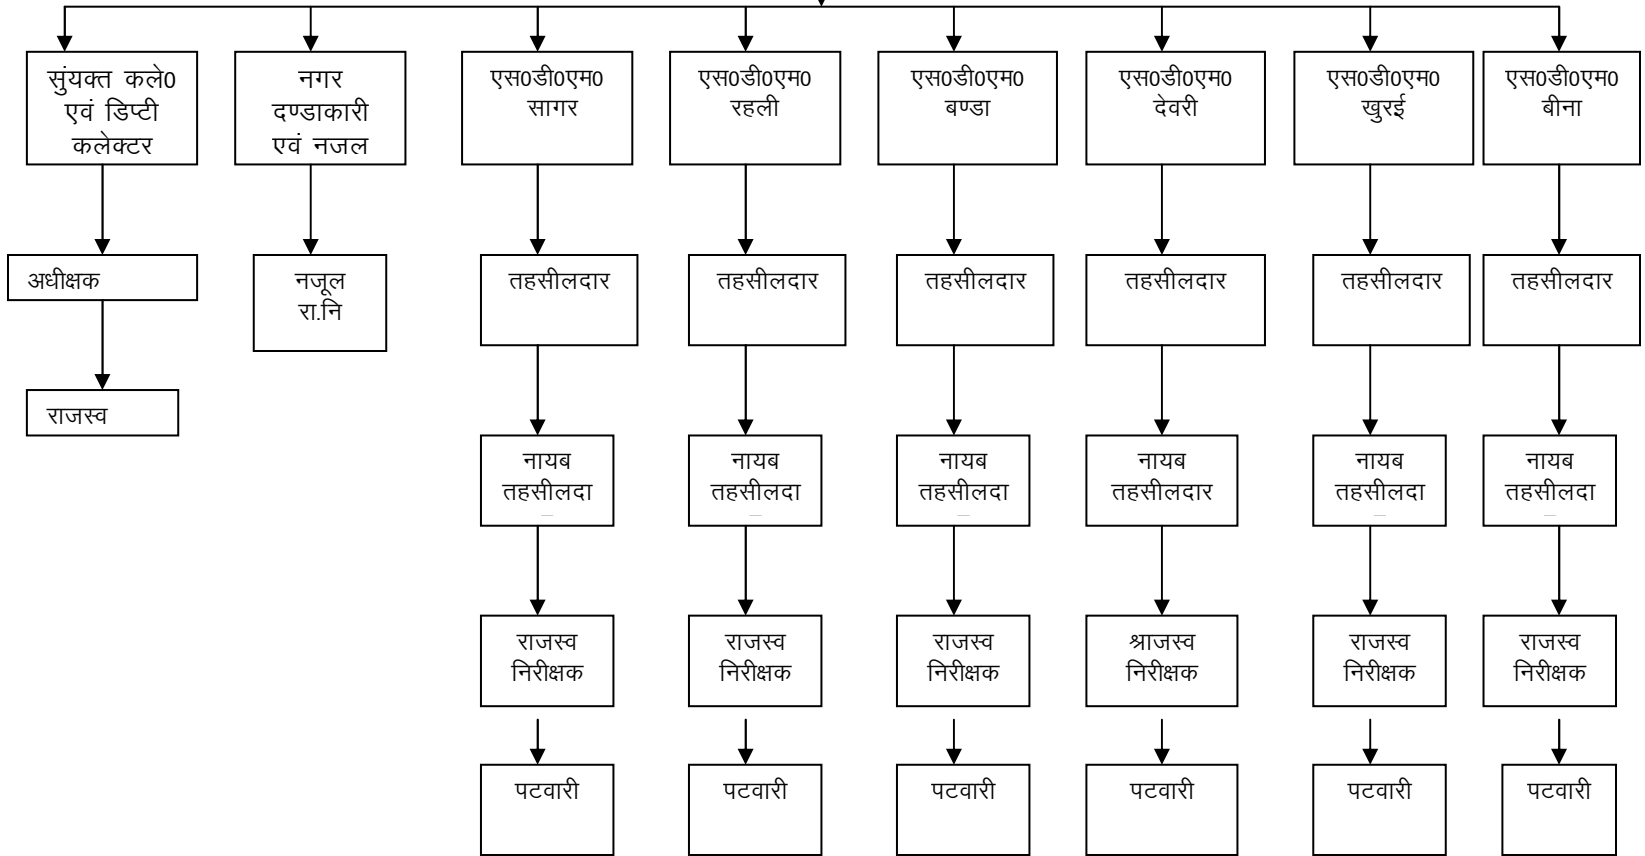 सुंयक्त कले0
एवं डिप्टी
कलेक्टर
नगर
दण्डाकारी
एवं नजल
एस0डी0एम0
सागर
एस0डी0एम0
रहली
एस0डी0एम0
बण्डा
एस0डी0एम0
देवरी
एस0डी0एम0
खुरई
एस0डी0एम0
बीना
अधीक्षक
नजूल
रा.नि
तहसीलदार
तहसीलदार
तहसीलदार
तहसीलदार
तहसीलदार
तहसीलदार
राजस्व
नायब
तहसीलदा
नायब
तहसीलदा
नायब
तहसीलदा
नायब
तहसीलदार
नायब
तहसीलदा
नायब
तहसीलदा
राजस्व
निरीक्षक
राजस्व
निरीक्षक
राजस्व
निरीक्षक
श्राजस्व
निरीक्षक
राजस्व
निरीक्षक
राजस्व
निरीक्षक
पटवारी
पटवारी
पटवारी
पटवारी
पटवारी
पटवारी